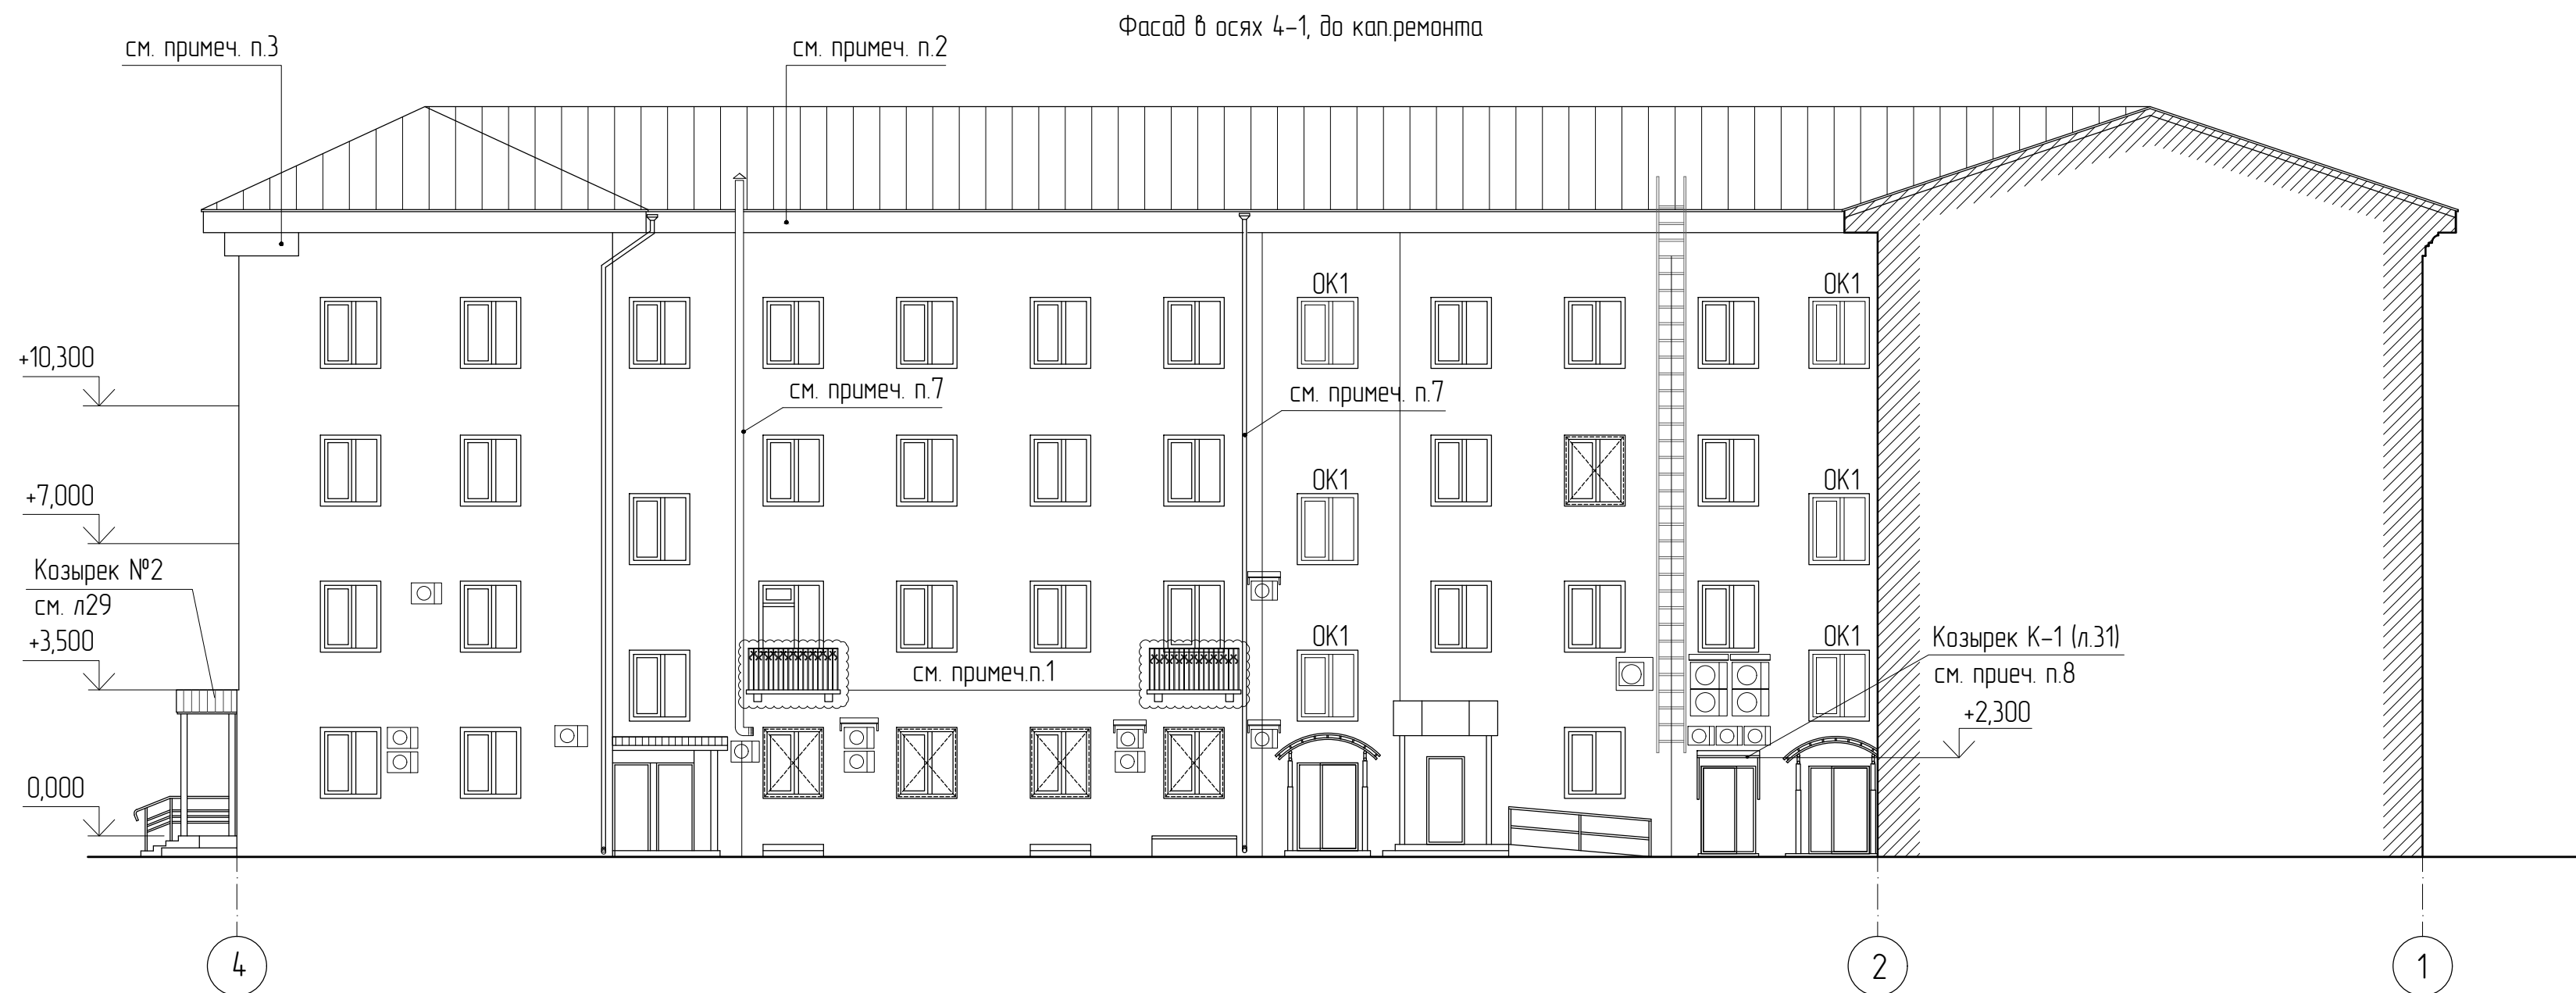 Фасад в осях 4-1, до кап.ремонта
см. примеч. п.3
см. примеч. п.2
ОК1
ОК1
+10,300
см. примеч. п.7
см. примеч. п.7
ОК1
ОК1
+7,000
Козырек №2
см. л29
+3,500
ОК1
ОК1
см. примеч.п.1
Козырек К-1 (л.31)
см. приеч. п.8
+2,300
0,000
4
2
1